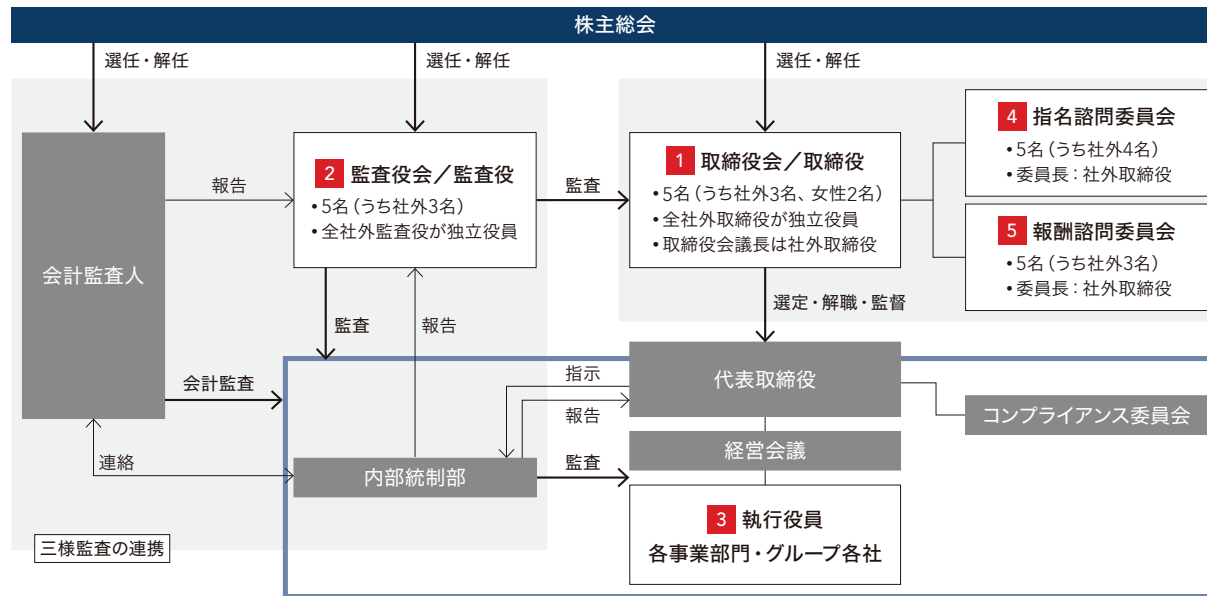 株主総会
選任・解任
選任・解任
選任・解任
会計監査人
報告
2 監査役会／監査役
•5名（うち社外3名）
•全社外監査役が独立役員
監査
1 取締役会／取締役
•5名（うち社外3名、女性2名）
•全社外取締役が独立役員
•取締役会議長は社外取締役
4 指名諮問委員会
•5名（うち社外4名）
•委員長：社外取締役
5 報酬諮問委員会
•5名（うち社外3名）
•委員長：社外取締役
監査
報告
選定・解職・監督
会計監査
指示
報告
代表取締役
コンプライアンス委員会
経営会議
連絡
内部統制部
監査
3 執行役員
各事業部門・グループ各社
三様監査の連携